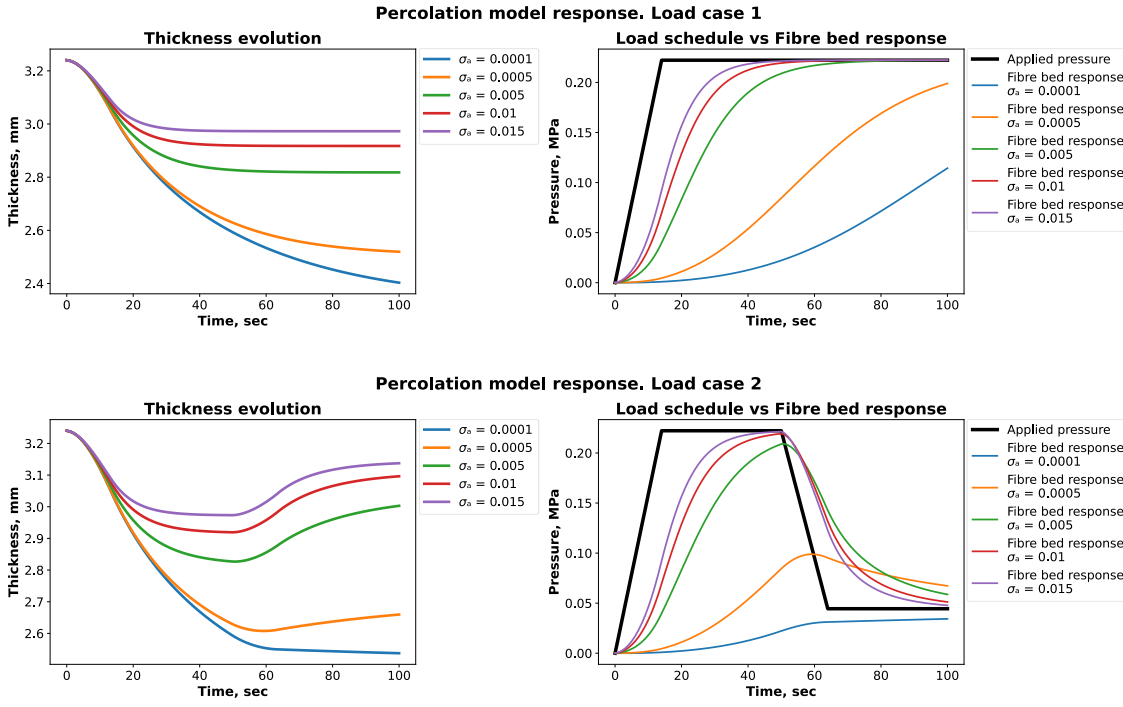 Percolation model response. Load case 1
Thickness evolution
Thickness, mm
3.2
3.0
2.8
2.6
2.4
0
20
40
60
80
100
Time, sec
σₐ = 0.0001
σₐ = 0.0005
σₐ = 0.005
σₐ = 0.01
σₐ = 0.015
Load schedule vs Fibre bed response
Pressure, MPa
0.20
0.15
0.10
0.05
0.00
0
20
40
60
80
100
Time, sec
Applied pressure
Fibre bed response
σₐ = 0.0001
Fibre bed response
σₐ = 0.0005
Fibre bed response
σₐ = 0.005
Fibre bed response
σₐ = 0.01
Fibre bed response
σₐ = 0.015
Percolation model response. Load case 2
Thickness evolution
Thickness, mm
3.2
3.1
3.0
2.9
2.8
2.7
2.6
0
20
40
60
80
100
Time, sec
σₐ = 0.0001
σₐ = 0.0005
σₐ = 0.005
σₐ = 0.01
σₐ = 0.015
Load schedule vs Fibre bed response
Pressure, MPa
0.20
0.15
0.10
0.05
0.00
0
20
40
60
80
100
Time, sec
Applied pressure
Fibre bed response
σₐ = 0.0001
Fibre bed response
σₐ = 0.0005
Fibre bed response
σₐ = 0.005
Fibre bed response
σₐ = 0.01
Fibre bed response
σₐ = 0.015